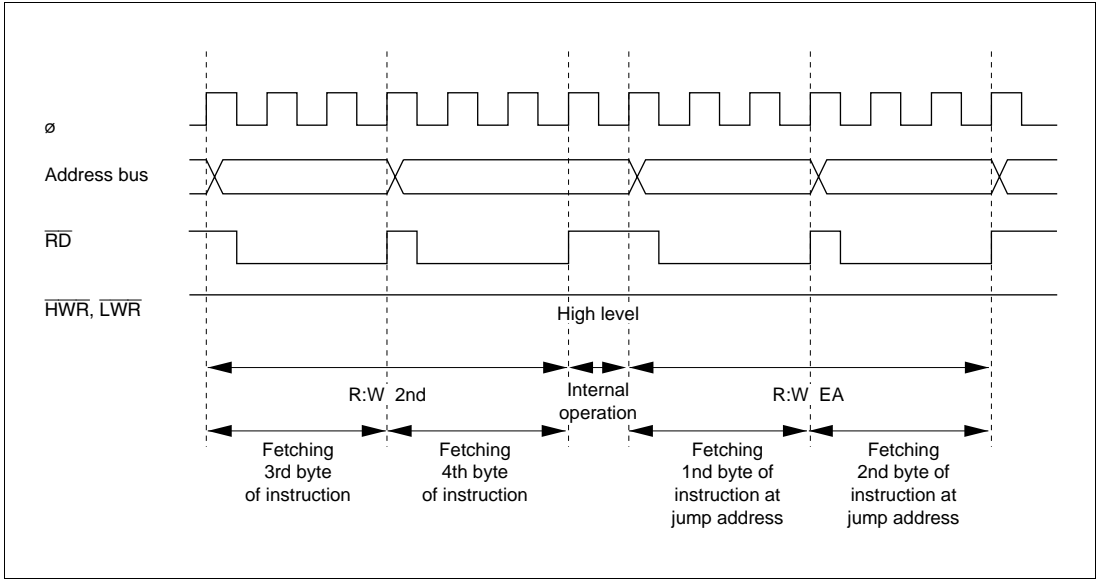 ø
Address bus
RD
HWR, LWR
High level
R:W 2nd
Internal
operation
R:W EA
Fetching
3rd byte
of instruction
Fetching
4th byte
of instruction
Fetching
1nd byte of
instruction at
jump address
Fetching
2nd byte of
instruction at
jump address